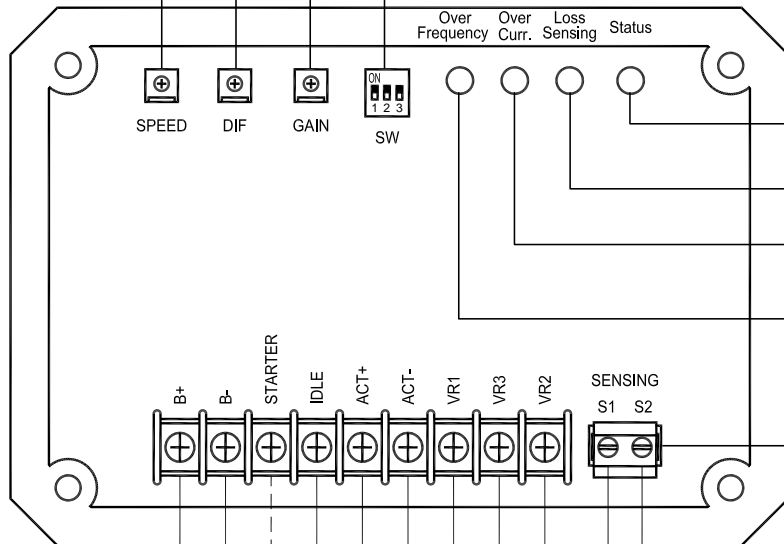 Over Frequency
Over Curr.
Loss Sensing
Status
ON
1 2 3
SPEED
DIF
GAIN
SW
B+
B-
STARTER
IDLE
ACT+
ACT-
VR1
VR3
VR2
SENSING
S1 S2